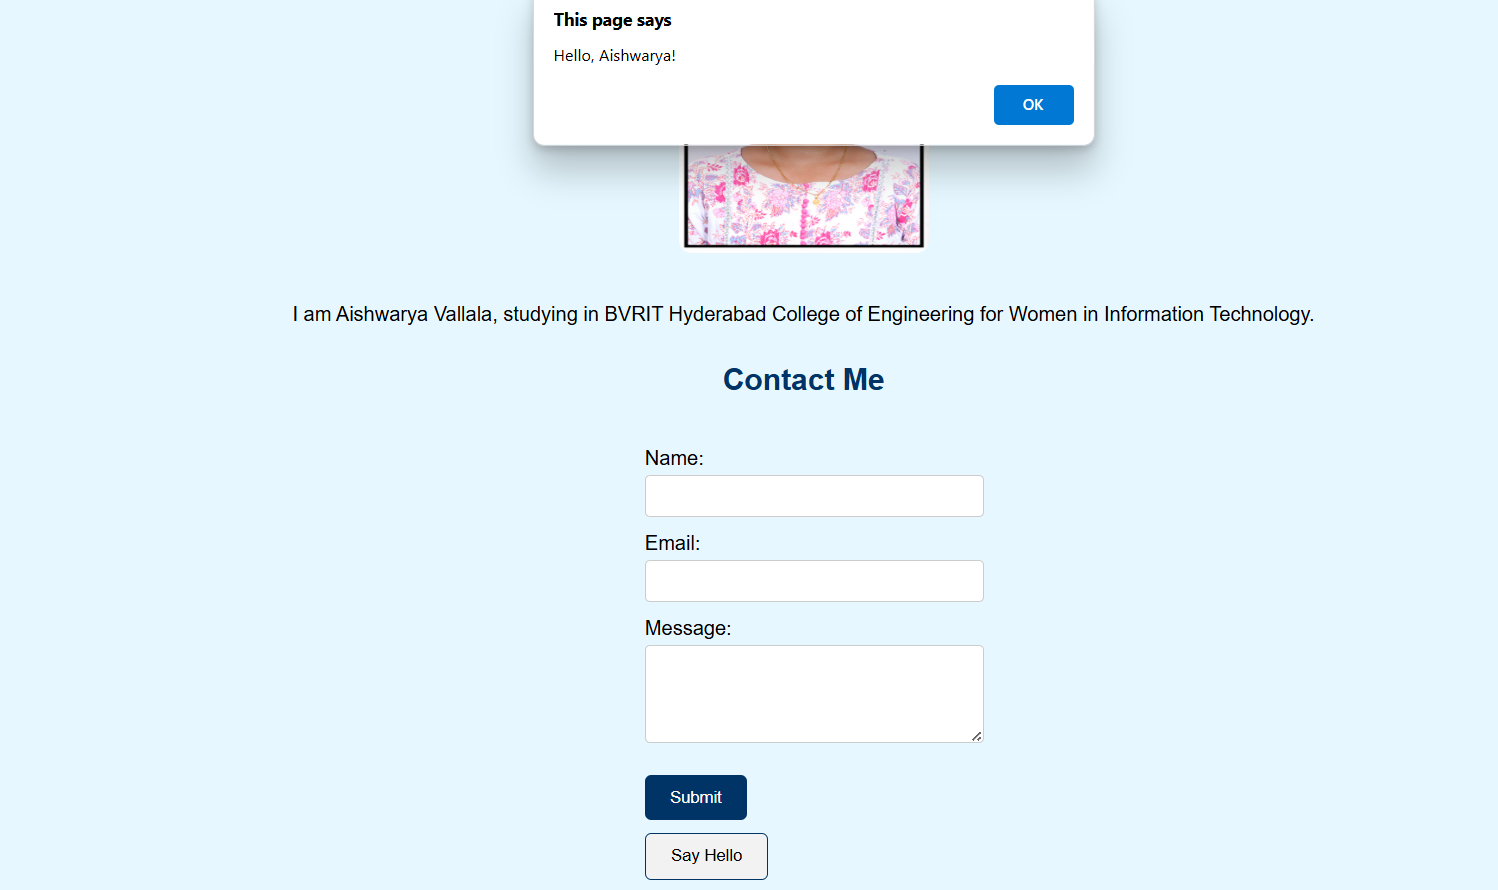 This page says
Hello, Aishwarya!
OK
I am Aishwarya Vallala, studying in BVRIT Hyderabad College of Engineering for Women in Information Technology.
Contact Me
Name:
Email:
Message:
Submit
Say Hello